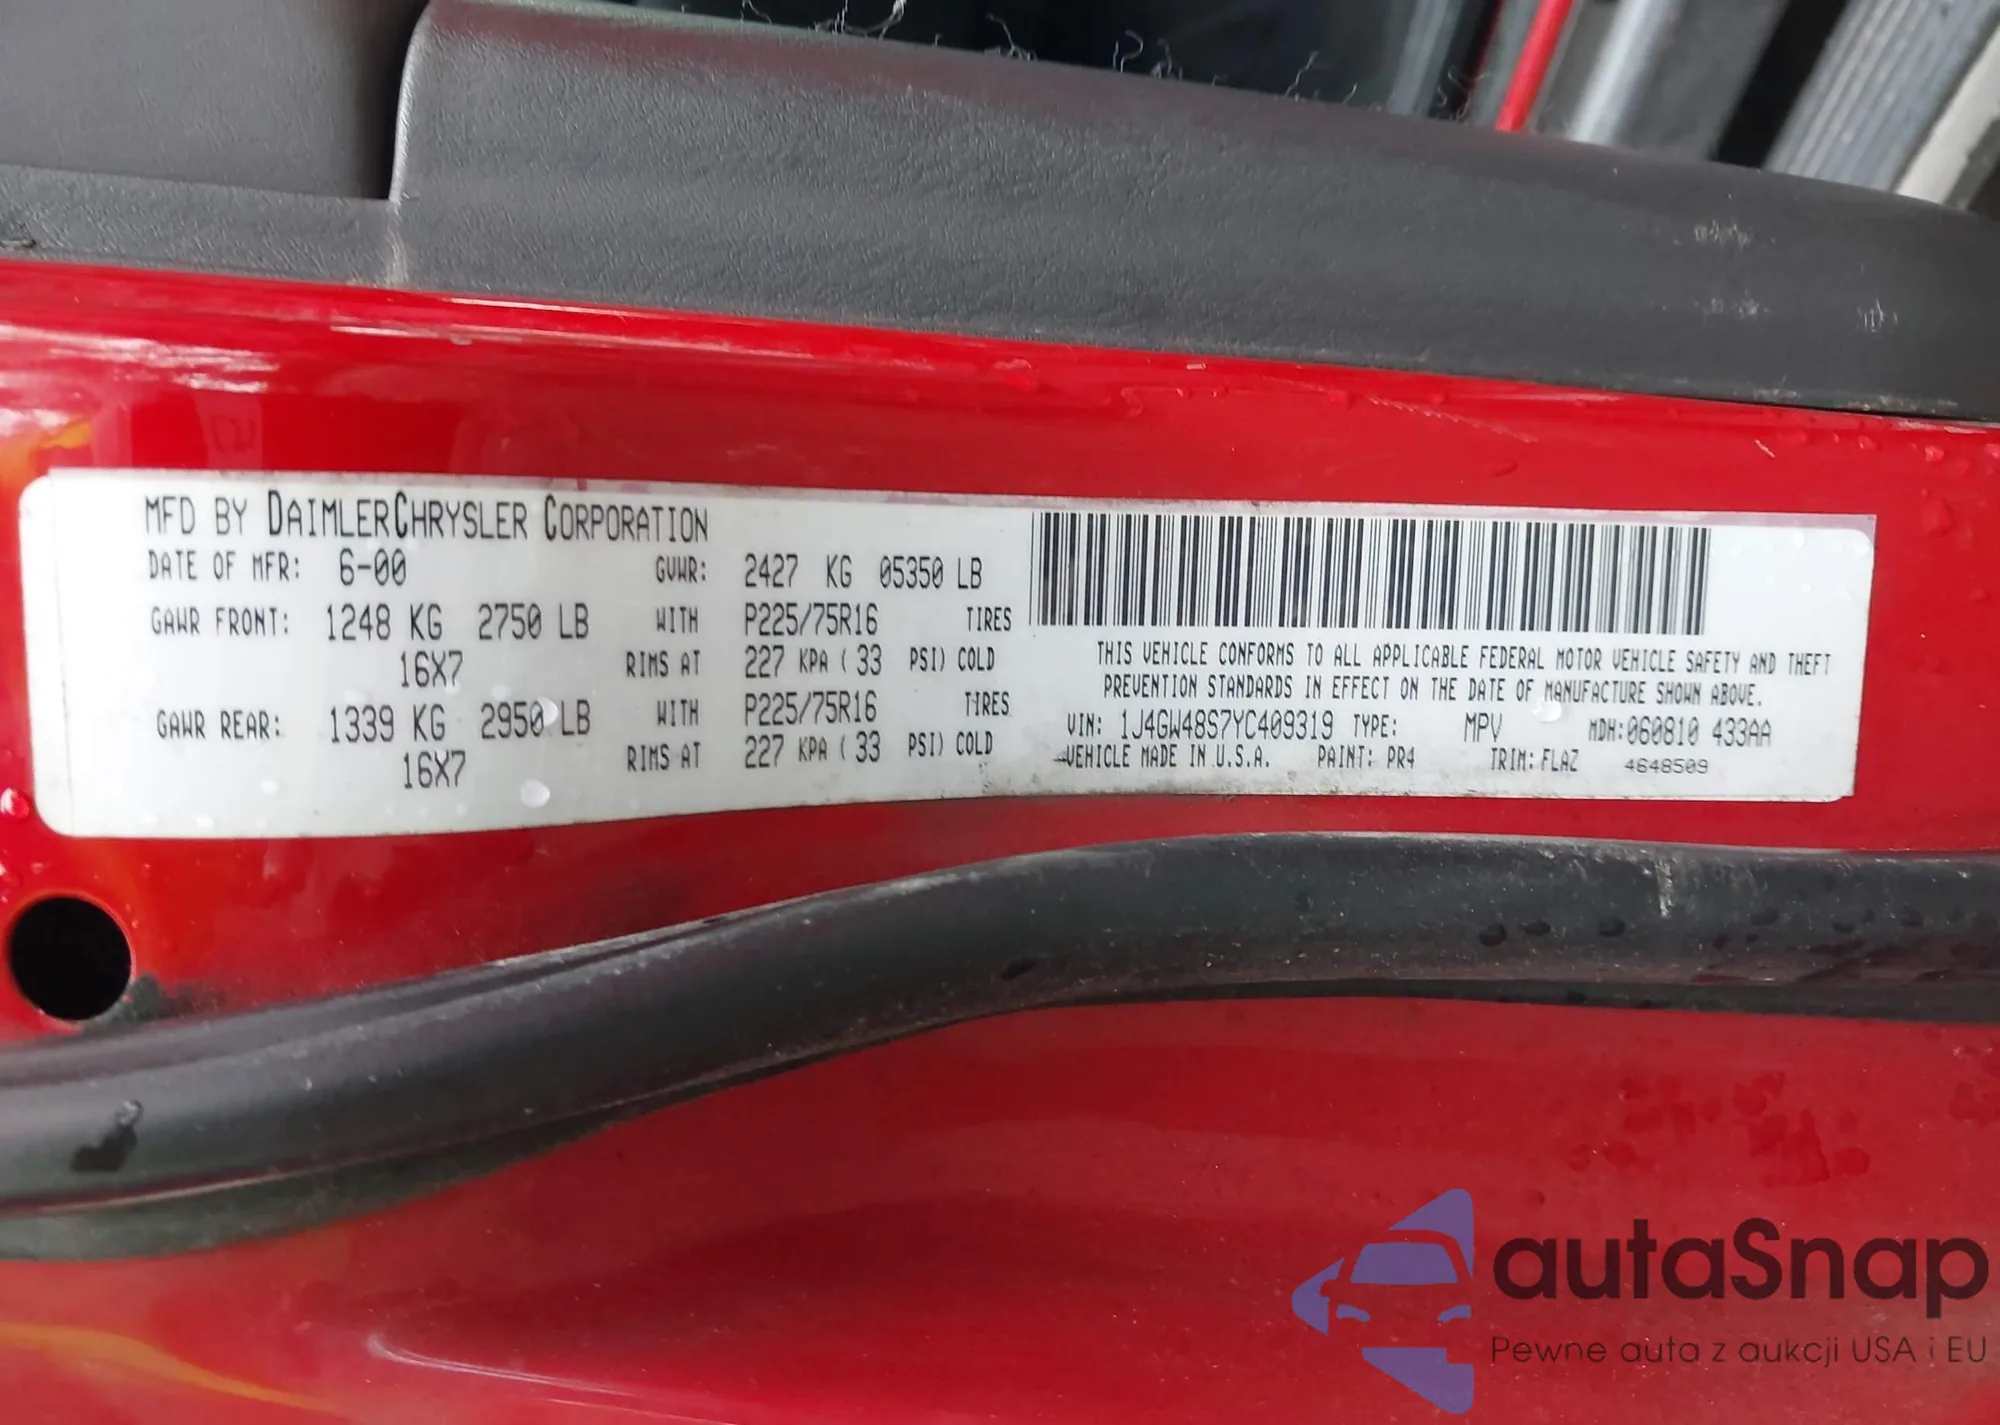 MFD BY DAIMLERCHRYSLER CORPORATION
DATE OF MFR: 6-00 GVWR: 2427 KG 05350 LB
GAWR FRONT: 1248 KG 2750 LB WITH P225/75R16 TIRES
16X7 RIMS AT 227 KPA ( 33 PSI) COLD
GAWR REAR: 1339 KG 2950 LB WITH P225/75R16 TIRES
16X7 RIMS AT 227 KPA ( 33 PSI) COLD
THIS VEHICLE CONFORMS TO ALL APPLICABLE FEDERAL MOTOR VEHICLE SAFETY AND THEFT
PREVENTION STANDARDS IN EFFECT ON THE DATE OF MANUFACTURE SHOWN ABOVE.
VIN: 1J4GW48S7YC409319 TYPE: MPV MDH:060810 433AA
VEHICLE MADE IN U.S.A. PAINT: PR4 TRIM: FLAZ 4648509
autaSnap
Pewne auta z aukcji USA i EU